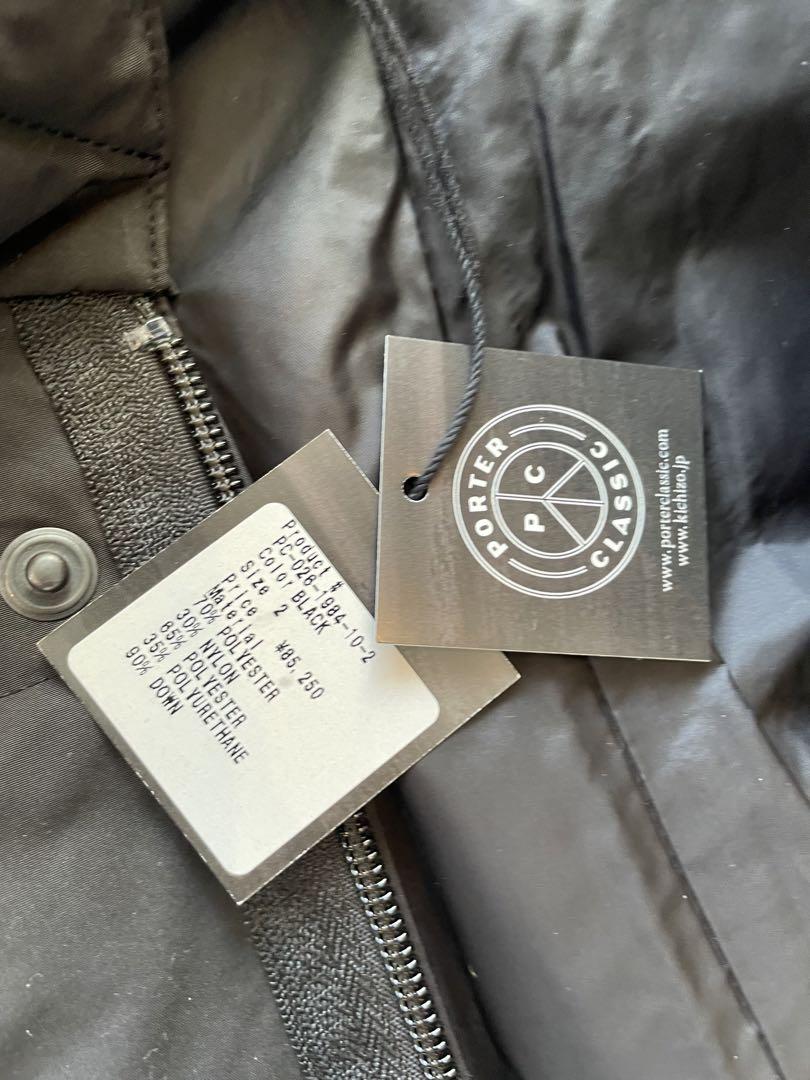 Product #
PC-026-1984-10-2
Color BLACK
Size 2
Price ¥85,250
Material
70% POLYESTER
30% NYLON
65% POLYESTER
35% POLYURETHANE
90% DOWN
PORTER
CLASSIC
P C
www.porterclassic.com
www.kichizo.jp